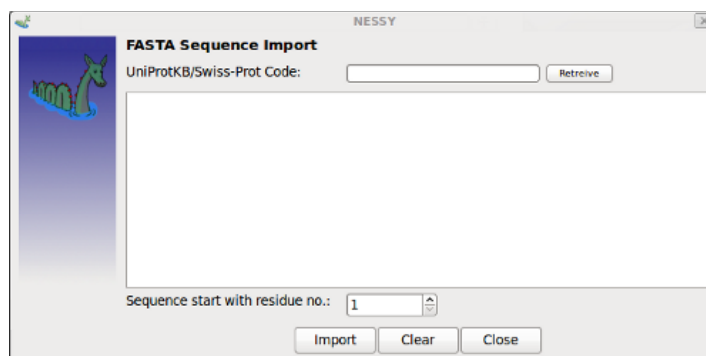 NESSY
FASTA Sequence Import
UniProtKB/Swiss-Prot Code:
Retreive
Sequence start with residue no.:
1
Import Clear Close